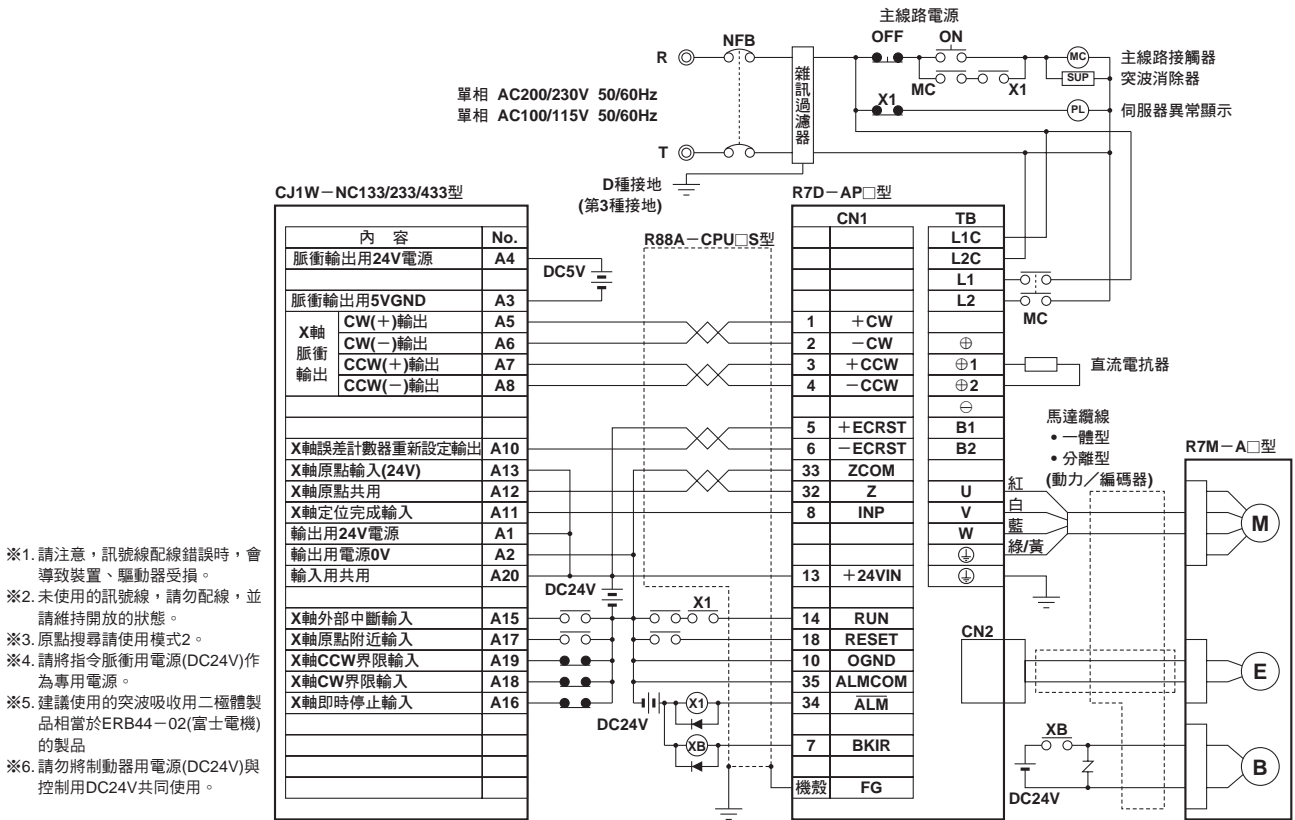 主線路電源
OFF ON
NFB
R
MC
主線路接觸器
SUP
突波消除器
MC X1
X1
PL
伺服器異常顯示
雜訊過濾器
單相 AC200/230V 50/60Hz
單相 AC100/115V 50/60Hz
T
D種接地
(第3種接地)
CJ1W－NC133/233/433型
R7D－AP□型
R88A－CPU□S型
內 容 No.
脈衝輸出用24V電源 A4
脈衝輸出用5VGND A3
X軸脈衝輸出
CW(＋)輸出 A5
CW(－)輸出 A6
CCW(＋)輸出 A7
CCW(－)輸出 A8
X軸誤差計數器重新設定輸出 A10
X軸原點輸入(24V) A13
X軸原點共用 A12
X軸定位完成輸入 A11
輸出用24V電源 A1
輸出用電源0V A2
輸入用共用 A20
X軸外部中斷輸入 A15
X軸原點附近輸入 A17
X軸CCW界限輸入 A19
X軸CW界限輸入 A18
X軸即時停止輸入 A16
DC5V
DC24V
X1
DC24V
X1
XB
CN1
1 ＋CW
2 －CW
3 ＋CCW
4 －CCW
5 ＋ECRST
6 －ECRST
33 ZCOM
32 Z
8 INP
13 ＋24VIN
14 RUN
18 RESET
10 OGND
35 ALMCOM
34 ALM
7 BKIR
機殼 FG
TB
L1C
L2C
L1
L2
⊕
⊕1
⊕2
⊖
B1
B2
U
V
W
MC
直流電抗器
馬達纜線
• 一體型
• 分離型
(動力／編碼器)
紅
白
藍
綠/黃
CN2
R7M－A□型
M
E
B
XB
DC24V
※1. 請注意，訊號線配線錯誤時，會
導致裝置、驅動器受損。
※2. 未使用的訊號線，請勿配線，並
請維持開放的狀態。
※3. 原點搜尋請使用模式2。
※4. 請將指令脈衝用電源(DC24V)作
為專用電源。
※5. 建議使用的突波吸收用二極體製
品相當於ERB44－02(富士電機)
的製品
※6. 請勿將制動器用電源(DC24V)與
控制用DC24V共同使用。